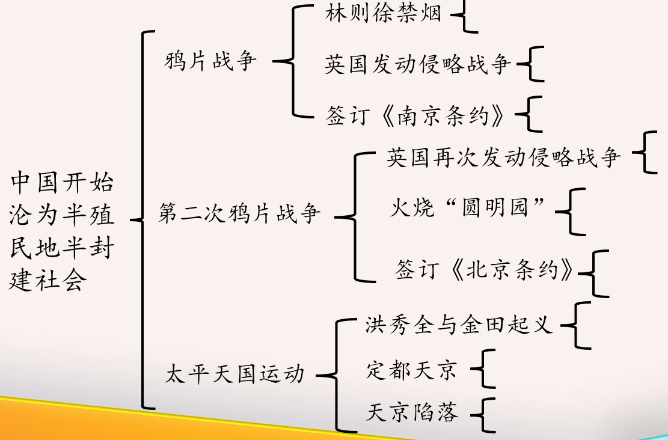 林则徐禁烟
鸦片战争
英国发动侵略战争
签订《南京条约》
中国开始
沦为半殖
民地半封
建社会
英国再次发动侵略战争
第二次鸦片战争
火烧“圆明园”
签订《北京条约》
洪秀全与金田起义
太平天国运动
定都天京
天京陷落